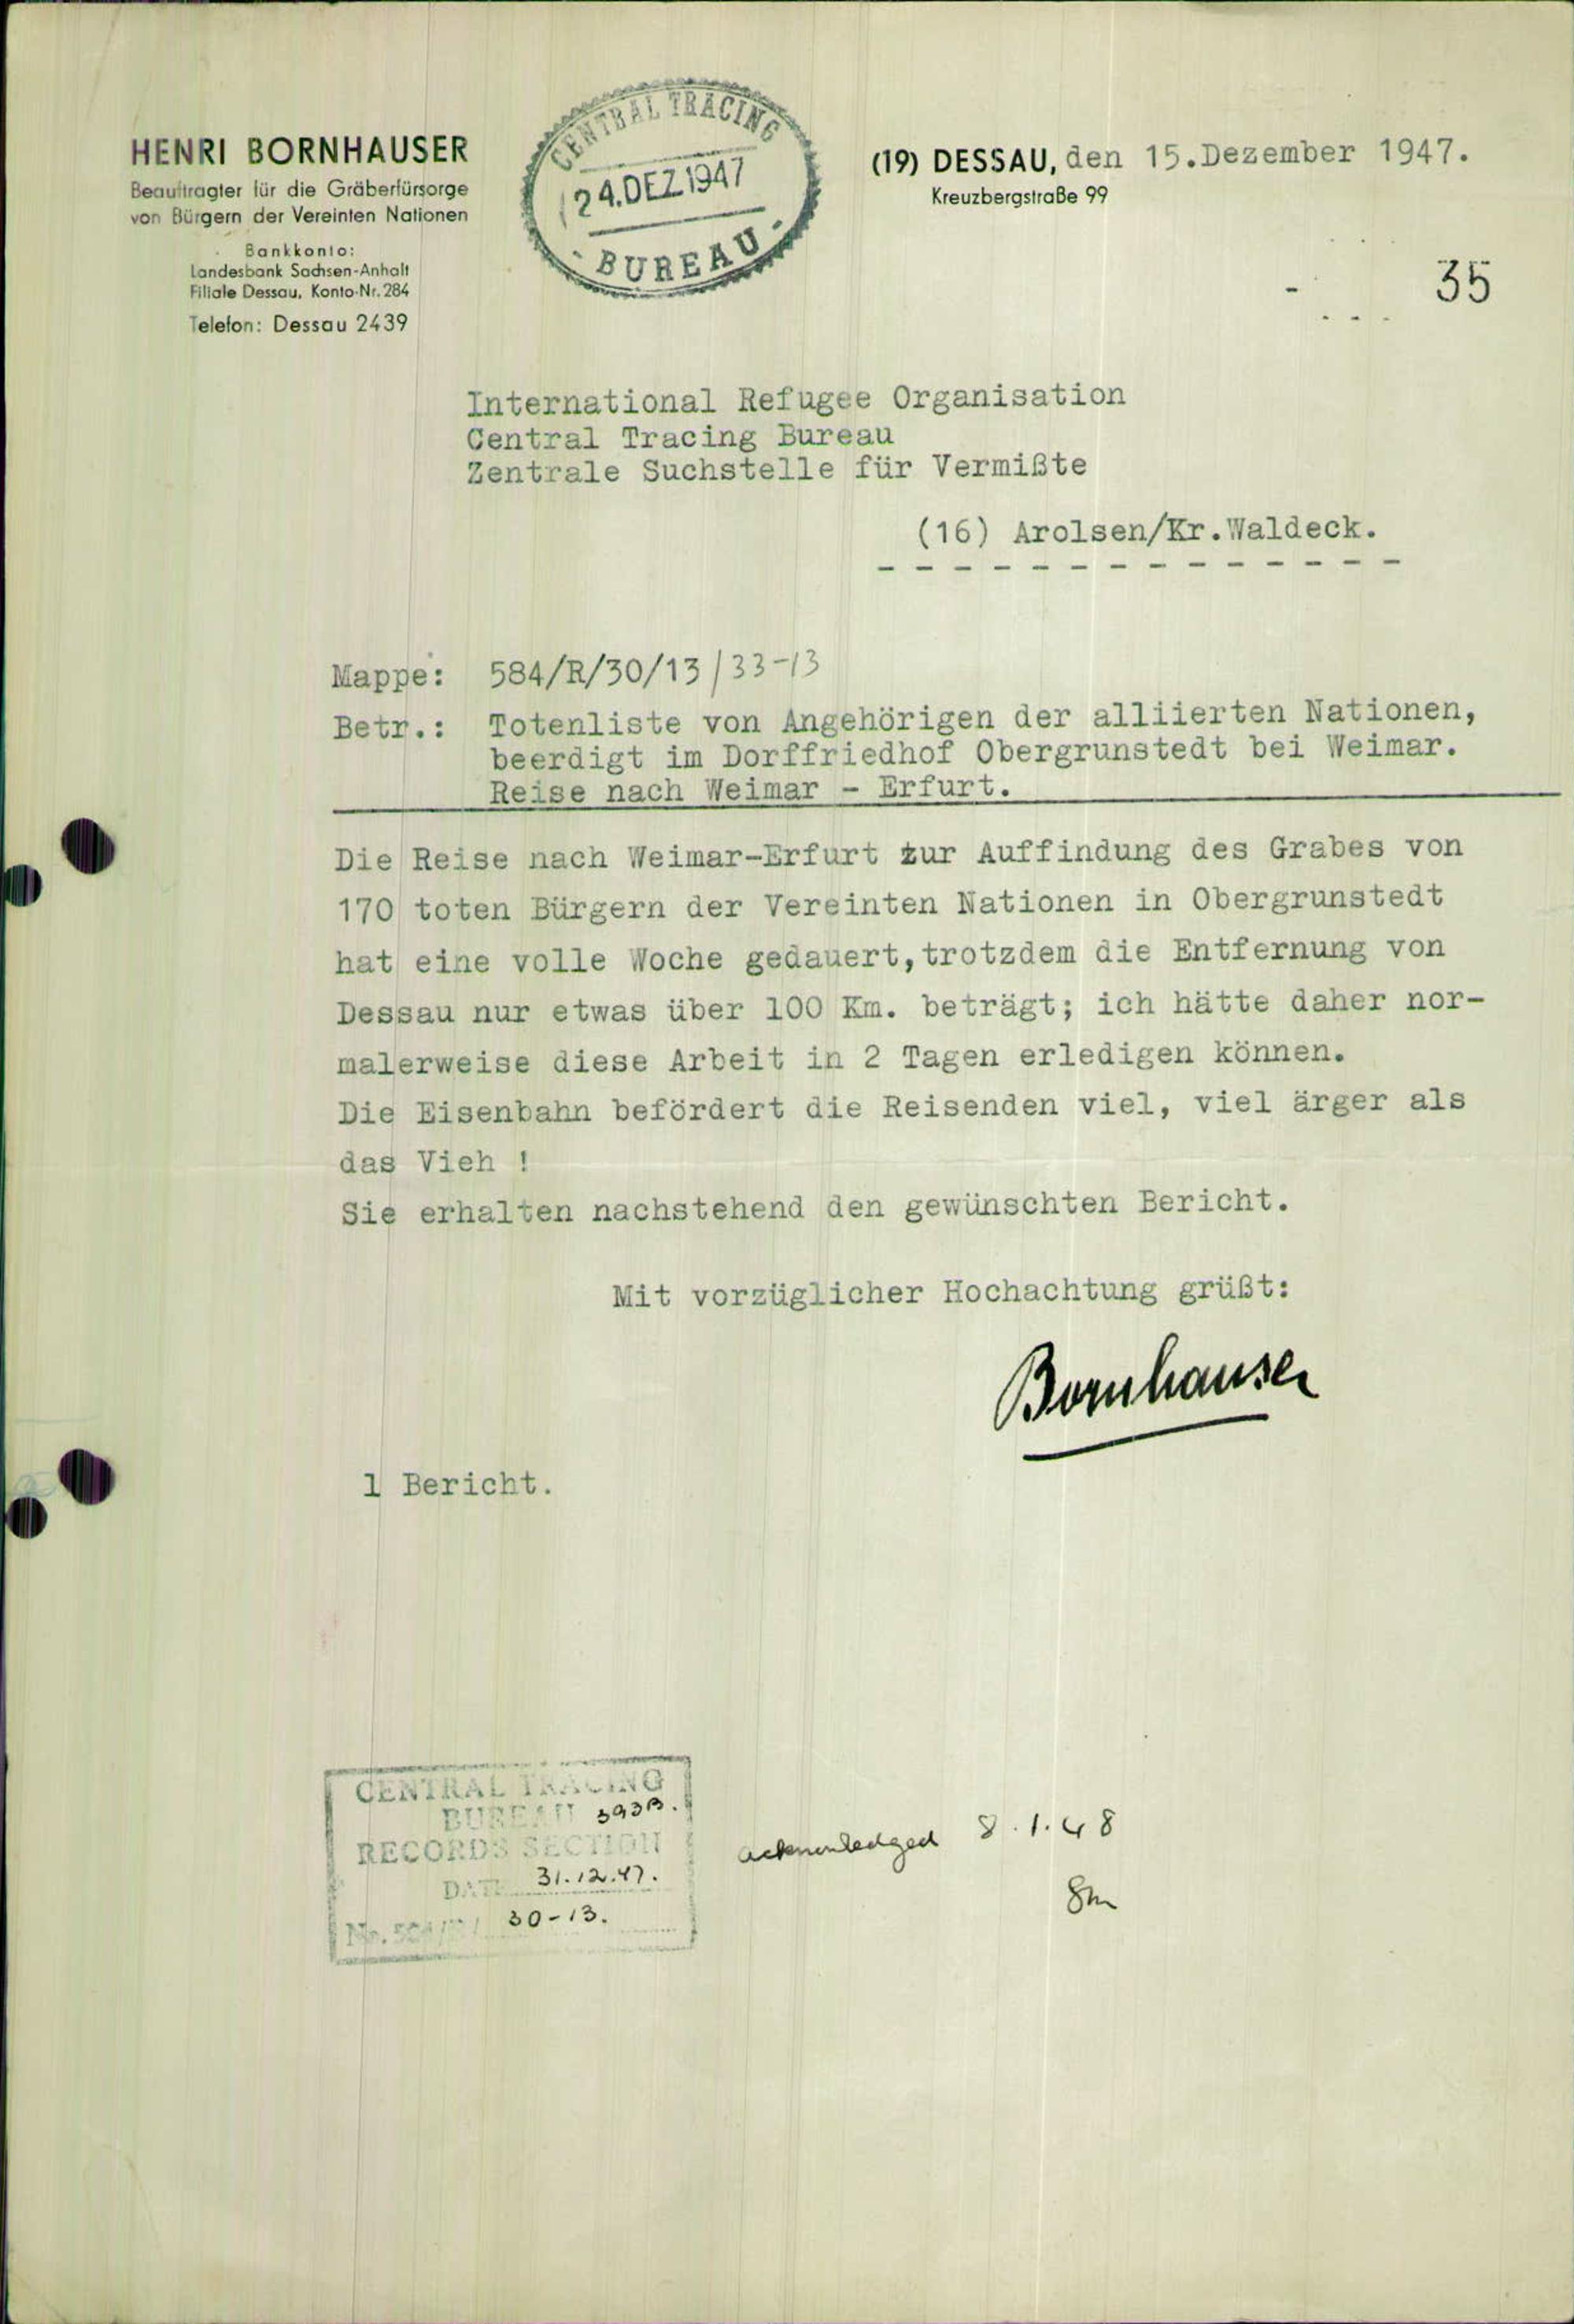 HENRI BORNHAUSER
Beauftragter für die Gräberfürsorge
von Bürgern der Vereinten Nationen
Bankkonto:
Landesbank Sachsen-Anhalt
Filiale Dessau, Konto-Nr. 284
Telefon: Dessau 2439
CENTRAL TRACING
24.DEZ.1947
BUREAU
(19) DESSAU, den 15.Dezember 1947.
Kreuzbergstraße 99
35
International Refugee Organisation
Central Tracing Bureau
Zentrale Suchstelle für Vermißte
(16) Arolsen/Kr.Waldeck.
Mappe: 584/R/30/13/33-13
Betr.: Totenliste von Angehörigen der alliierten Nationen,
beerdigt im Dorffriedhof Obergrunstedt bei Weimar.
Reise nach Weimar - Erfurt.
Die Reise nach Weimar-Erfurt zur Auffindung des Grabes von
170 toten Bürgern der Vereinten Nationen in Obergrunstedt
hat eine volle Woche gedauert,trotzdem die Entfernung von
Dessau nur etwas über 100 Km. beträgt; ich hätte daher nor-
malerweise diese Arbeit in 2 Tagen erledigen können.
Die Eisenbahn befördert die Reisenden viel, viel ärger als
das Vieh !
Sie erhalten nachstehend den gewünschten Bericht.
Mit vorzüglicher Hochachtung grüßt:
Bornhauser
1 Bericht.
CENTRAL TRACING
BUREAU 393B.
RECORDS SECTION
DATE 31.12.47.
No. 30-13.
acknowledged 8.1.48